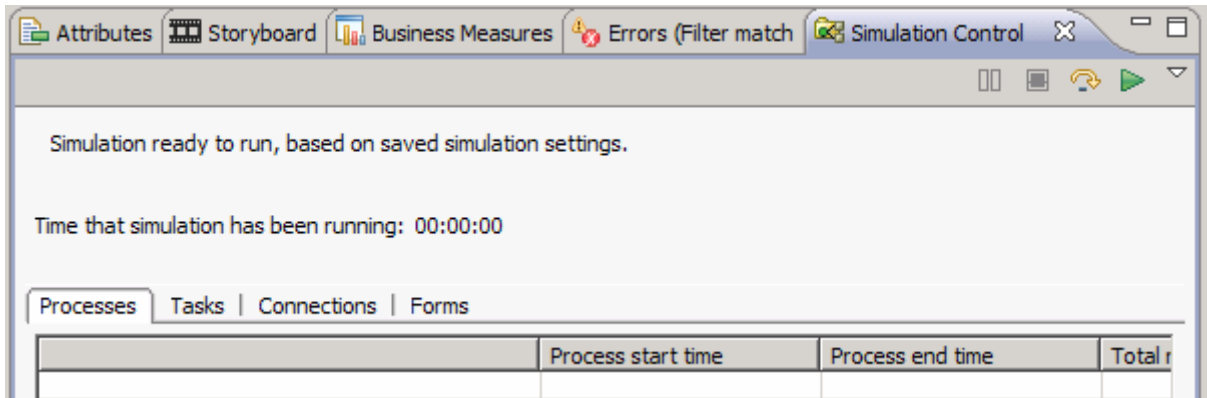 Attributes Storyboard Business Measures Errors (Filter match Simulation Control
Simulation ready to run, based on saved simulation settings.
Time that simulation has been running: 00:00:00
Processes Tasks | Connections | Forms
Process start time Process end time Total r